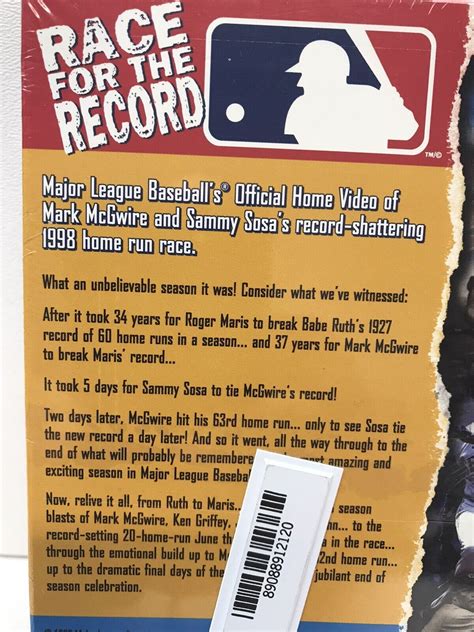 RACE
FOR THE
RECORD
TM/©
Major League Baseball's® Official Home Video of
Mark McGwire and Sammy Sosa's record-shattering
1998 home run race.
What an unbelievable season it was! Consider what we've witnessed:
After it took 34 years for Roger Maris to break Babe Ruth's 1927
record of 60 home runs in a season... and 37 years for Mark McGwire
to break Maris' record...
It took 5 days for Sammy Sosa to tie McGwire's record!
Two days later, McGwire hit his 63rd home run... only to see Sosa tie
the new record a day later! And so it went, all the way through to the
end of what will probably be remembere amazing and
exciting season in Major League Baseba
Now, relive it all, from Ruth to Maris... season
blasts of Mark McGwire, Ken Griffey, to the
record-setting 20-home-run June th in the race...
through the emotional build up to M 2nd home run...
up to the dramatic final days of the jubilant end of
season celebration.
89088912120